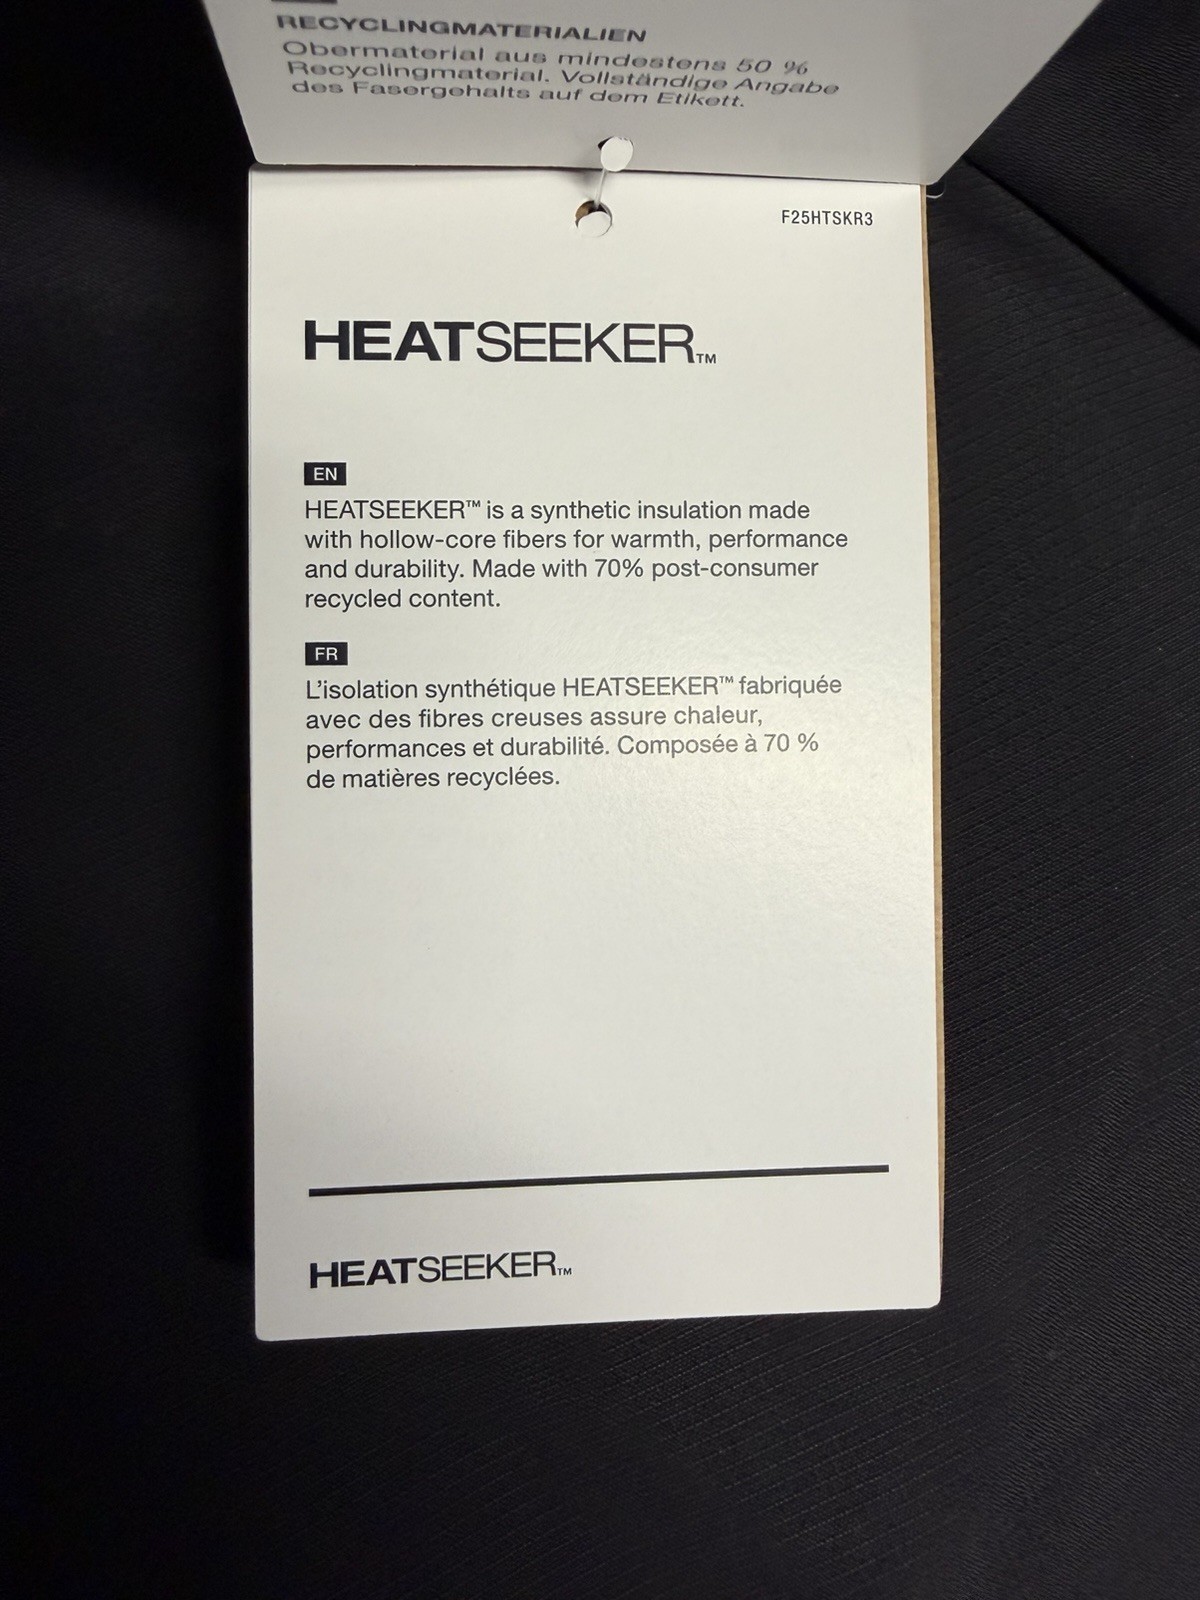 RECYCLINGMATERIALIEN
Obermaterial aus mindestens 50 %
Recyclingmaterial. Vollständige Angabe
des Fasergehalts auf dem Etikett.
F25HTSKR3
HEATSEEKER™
EN
HEATSEEKER™ is a synthetic insulation made
with hollow-core fibers for warmth, performance
and durability. Made with 70% post-consumer
recycled content.
FR
L’isolation synthétique HEATSEEKER™ fabriquée
avec des fibres creuses assure chaleur,
performances et durabilité. Composée à 70 %
de matières recyclées.
HEATSEEKER™